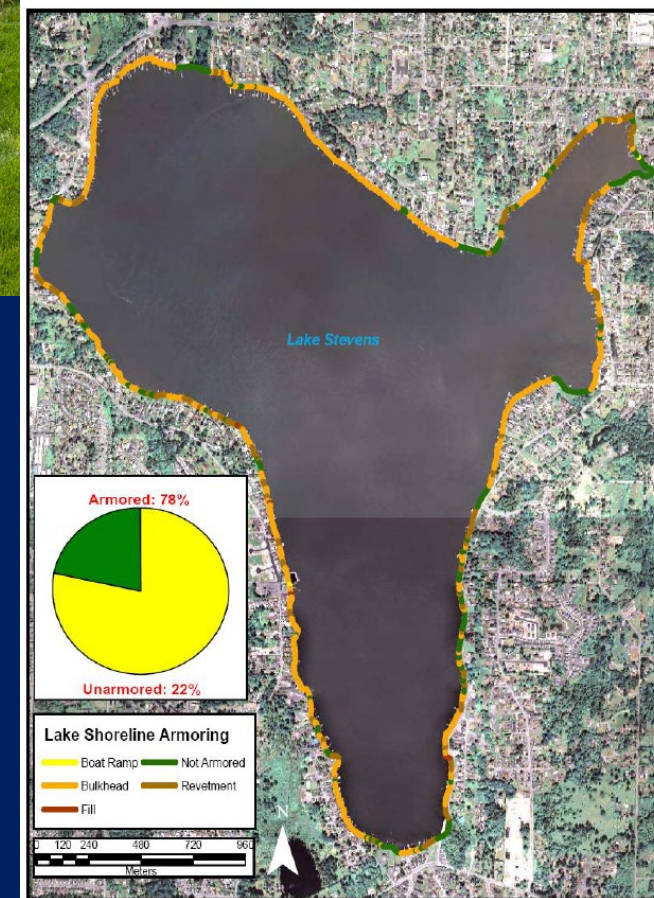 Lake Stevens
Armored: 78%
Unarmored: 22%
Lake Shoreline Armoring
Boat Ramp Not Armored
Bulkhead Revetment
Fill
N
0 120 240 480 720 960
Meters